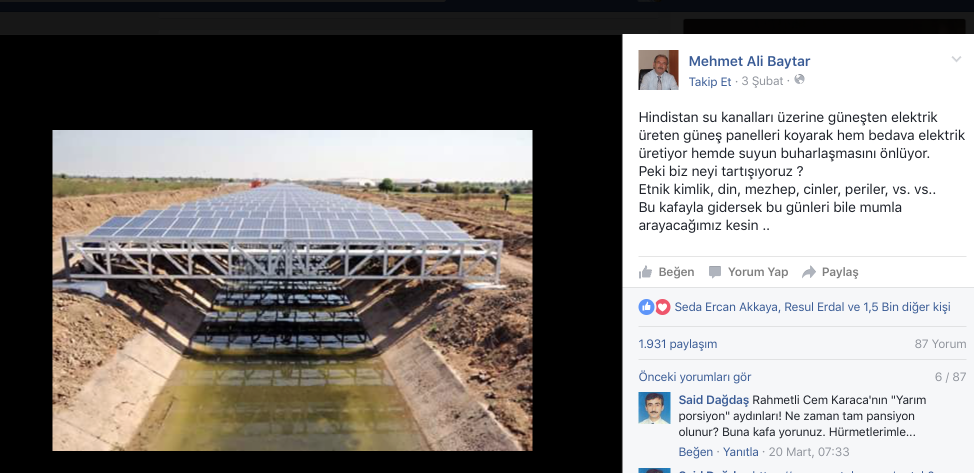 Mehmet Ali Baytar
Takip Et · 3 Şubat ·
Hindistan su kanalları üzerine güneşten elektrik
üreten güneş panelleri koyarak hem bedava elektrik
üretiyor hemde suyun buharlaşmasını önlüyor.
Peki biz neyi tartışıyoruz ?
Etnik kimlik, din, mezhep, cinler, periler, vs. vs..
Bu kafayla gidersek bu günleri bile mumla
arayacağımız kesin ..
Beğen Yorum Yap Paylaş
Seda Ercan Akkaya, Resul Erdal ve 1,5 Bin diğer kişi
1.931 paylaşım 87 Yorum
Önceki yorumları gör 6 / 87
Said Dağdaş Rahmetli Cem Karaca'nın "Yarım
porsiyon" aydınları! Ne zaman tam pansiyon
olunur? Buna kafa yorunuz. Hürmetlerimle...
Beğen · Yanıtla · 20 Mart, 07:33